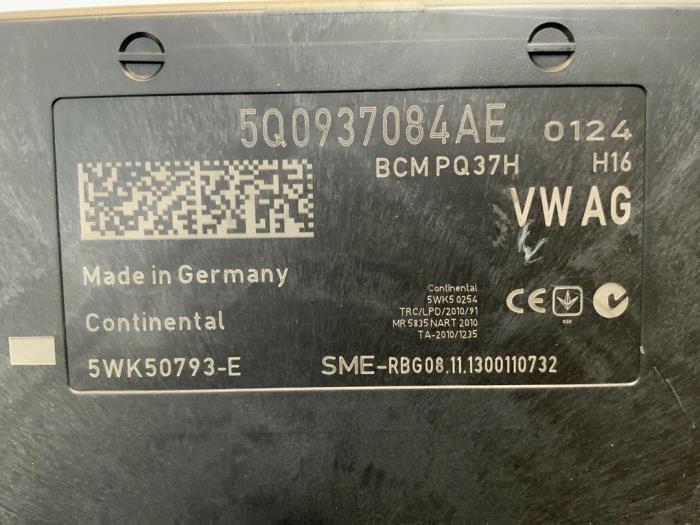 5Q0937084AE 0124
BCM PQ37H H16
VW AG
Made in Germany
Continental
5WK5 0254
TRC/LPD/2010/91
MR 5835 NART 2010
TA-2010/1235
CE
Continental
5WK50793-E SME-RBG08.11.1300110732